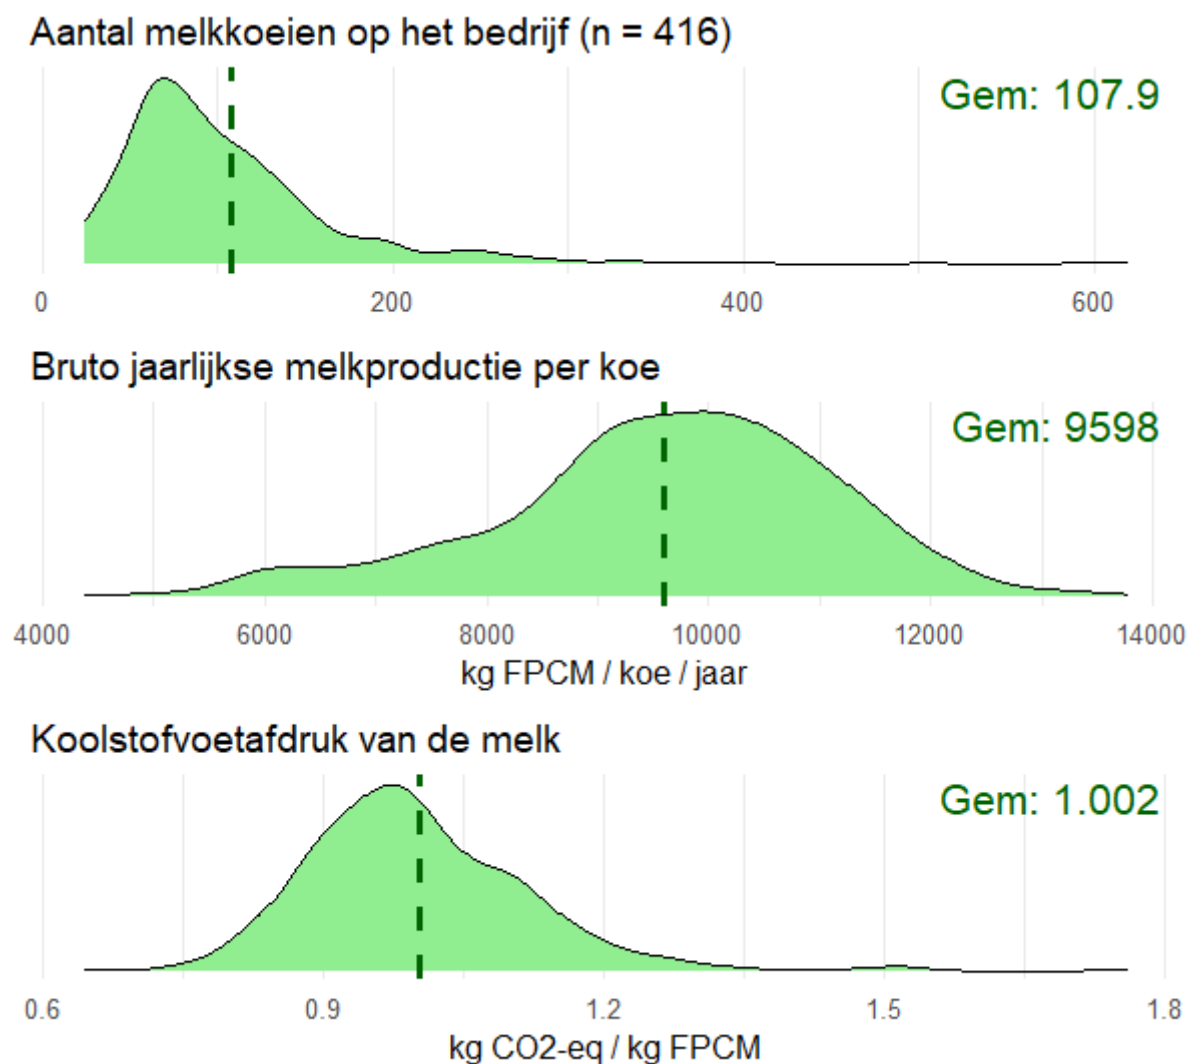 Aantal melkkoeien op het bedrijf (n = 416)
Gem: 107.9
0 200 400 600
Bruto jaarlijkse melkproductie per koe
Gem: 9598
4000 6000 8000 10000 12000 14000
kg FPCM / koe / jaar
Koolstofvoetafdruk van de melk
Gem: 1.002
0.6 0.9 1.2 1.5 1.8
kg CO2-eq / kg FPCM